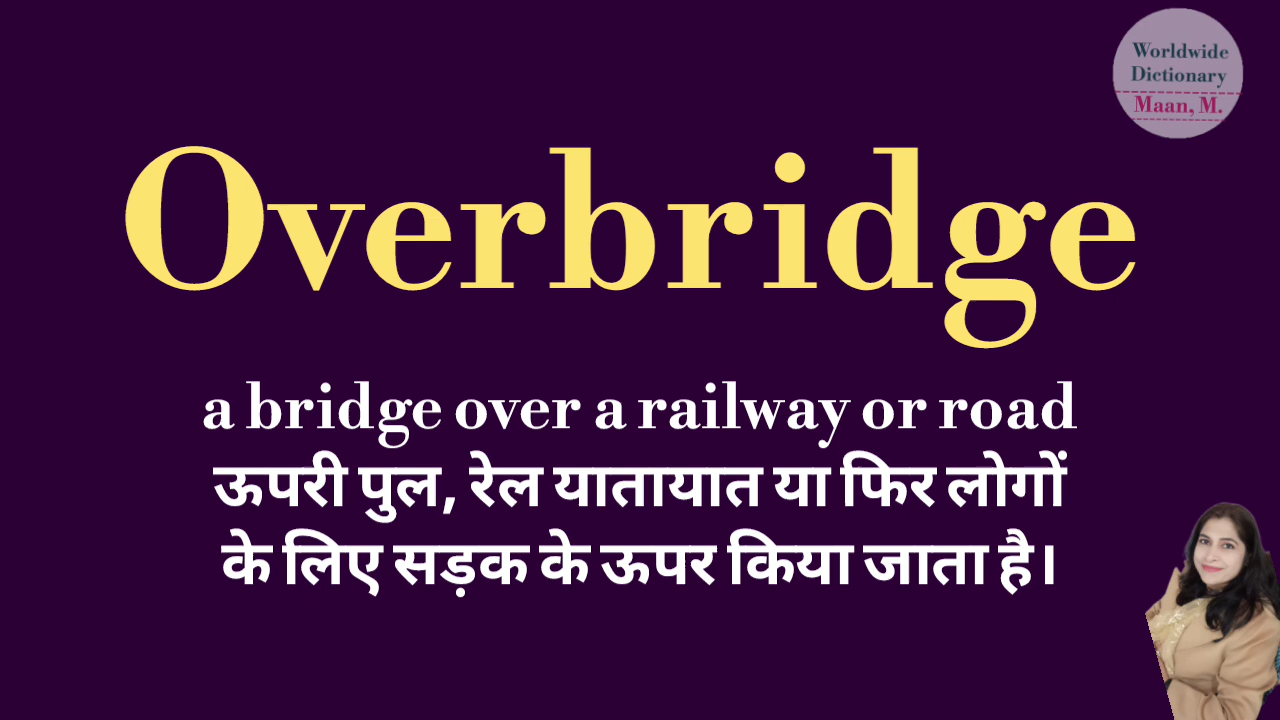 Worldwide
Dictionary
Maan, M.
Overbridge
a bridge over a railway or road
ऊपरी पुल, रेल यातायात या फिर लोगों
के लिए सड़क के ऊपर किया जाता है।